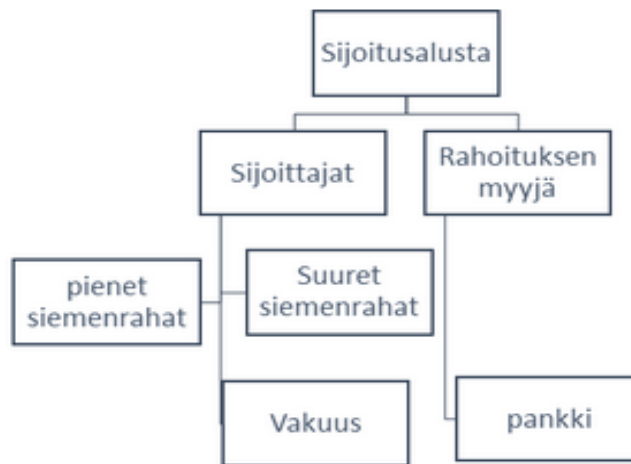 Sijoitusalusta
Sijoittajat
Rahoituksen
myyjä
pienet
siemenrahat
Suuret
siemenrahat
Vakuus
pankki